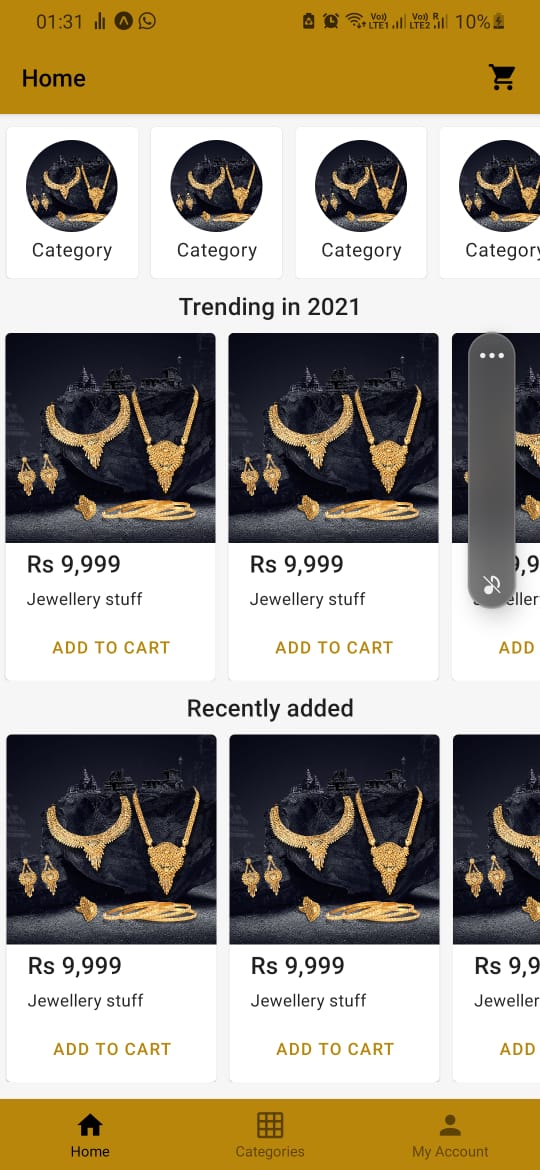 01:31 Vo)) LTE1 Vo)) R LTE2 10%
Home
Category Category Category Category
Trending in 2021
Rs 9,999 Rs 9,999 9,9
Jewellery stuff Jewellery stuff eller
ADD TO CART ADD TO CART ADD
Recently added
Rs 9,999 Rs 9,999 Rs 9,9
Jewellery stuff Jewellery stuff Jeweller
ADD TO CART ADD TO CART ADD
Home Categories My Account